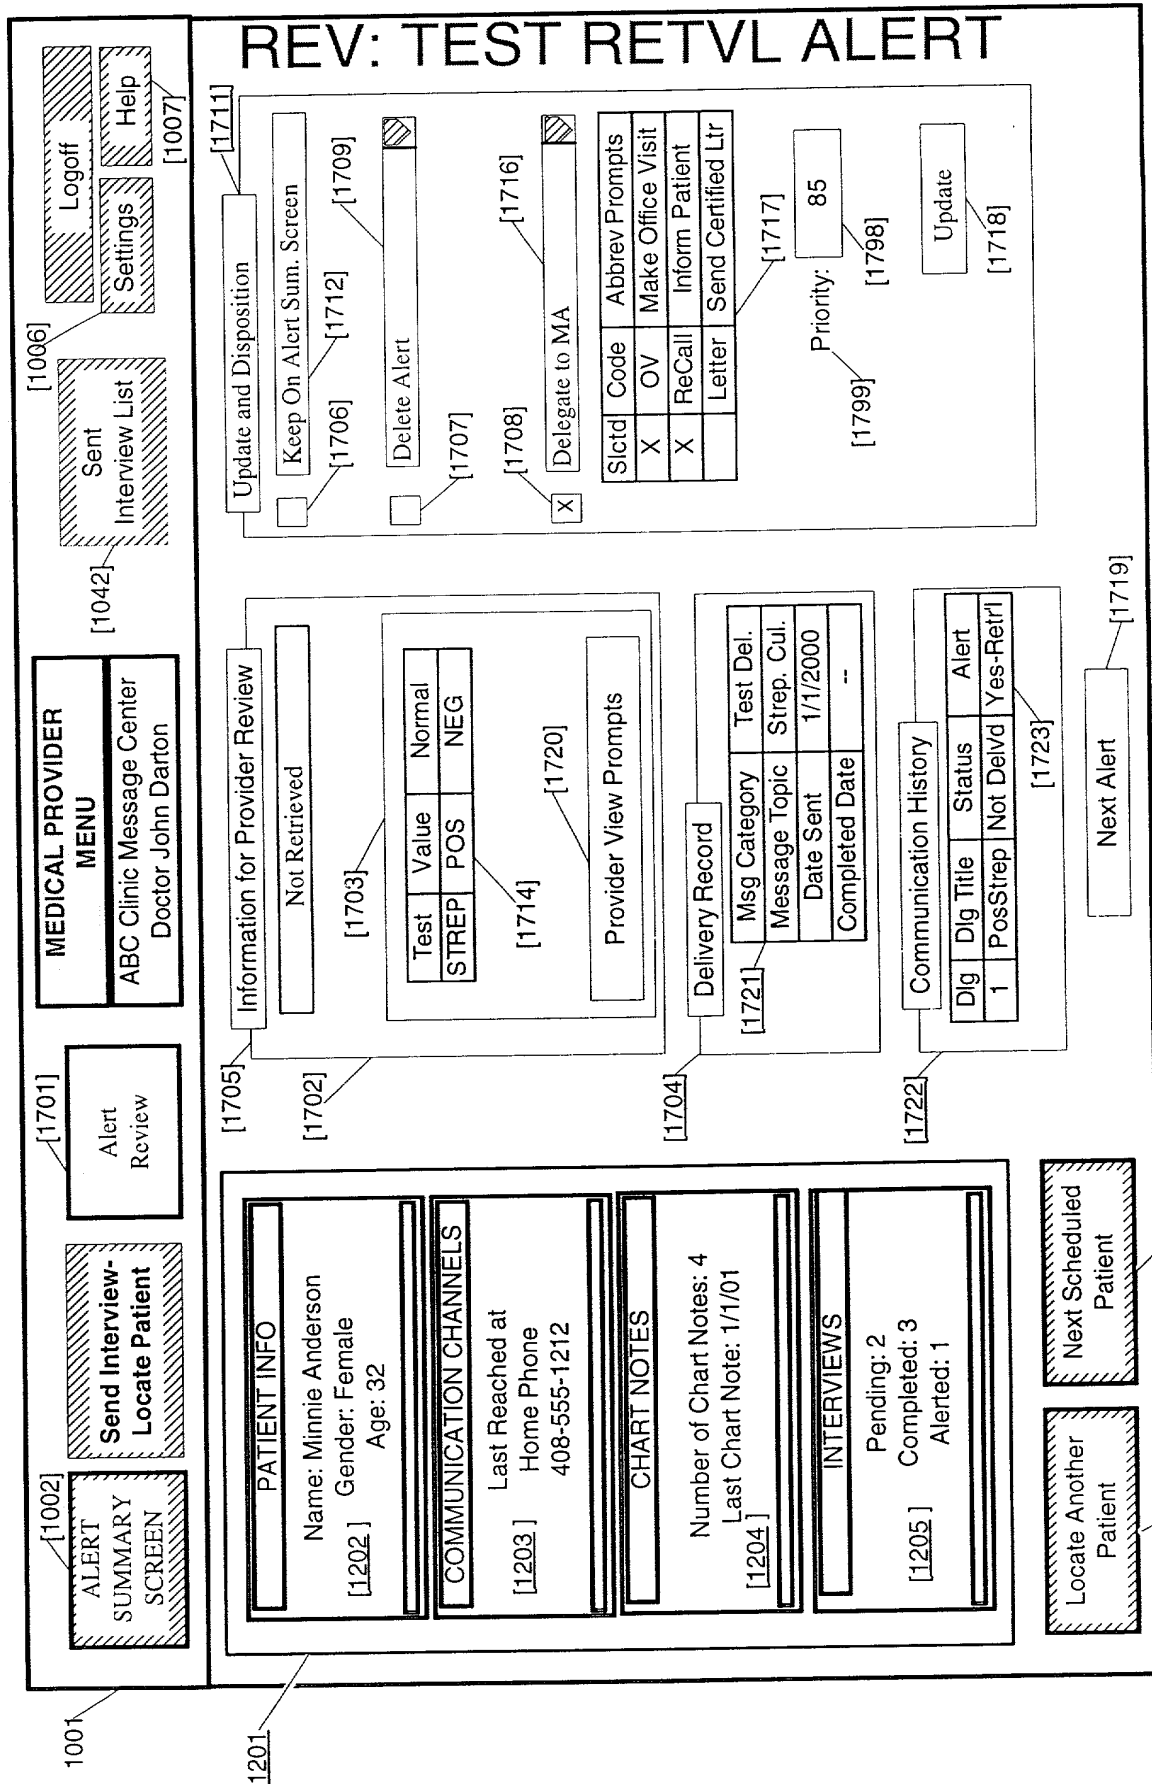 1001
[1002]
ALERT
SUMMARY
SCREEN
Send Interview-
Locate Patient
[1701]
Alert
Review
MEDICAL PROVIDER
MENU
ABC Clinic Message Center
Doctor John Darton
[1042]
Sent
Interview List
[1006]
Logoff
Settings
Help
[1007]
REV: TEST RETVL ALERT
1201
PATIENT INFO
Name: Minnie Anderson
Gender: Female
Age: 32
[1202 ]
COMMUNICATION CHANNELS
Last Reached at
Home Phone
408-555-1212
[1203 ]
CHART NOTES
Number of Chart Notes: 4
Last Chart Note: 1/1/01
[1204 ]
INTERVIEWS
Pending: 2
Completed: 3
Alerted: 1
[1205 ]
Locate Another
Patient
Next Scheduled
Patient
[1705]
Information for Provider Review
[1702]
Not Retrieved
[1703]
Test Value Normal
STREP POS NEG
[1714]
[1720]
Provider View Prompts
[1704]
Delivery Record
[1721]
Msg Category Test Del.
Message Topic Strep. Cul.
Date Sent 1/1/2000
Completed Date --
[1722]
Communication History
Dlg Dlg Title Status Alert
1 PosStrep Not Delvd Yes-Retr'l
[1723]
Next Alert
[1719]
[1711]
Update and Disposition
Keep On Alert Sum. Screen
[1706]
[1712]
[1709]
Delete Alert
[1707]
[1708]
[1716]
X Delegate to MA
Slctd Code Abbrev Prompts
X OV Make Office Visit
X ReCall Inform Patient
Letter Send Certified Ltr
[1717]
Priority: 85
[1799]
[1798]
Update
[1718]